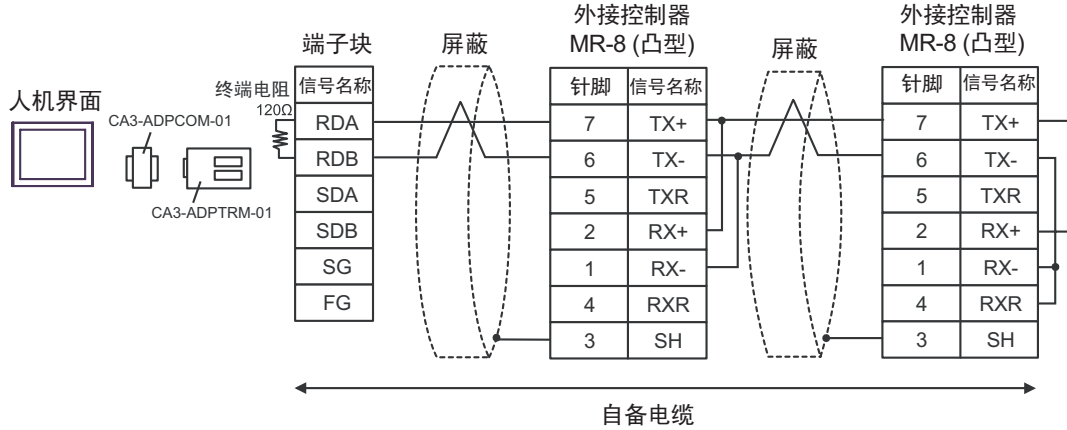 人机界面
CA3-ADPCOM-01
CA3-ADPTRM-01
终端电阻
120Ω
端子块
信号名称
RDA
RDB
SDA
SDB
SG
FG
屏蔽
外接控制器
MR-8 (凸型)
针脚 信号名称
7 TX+
6 TX-
5 TXR
2 RX+
1 RX-
4 RXR
3 SH
屏蔽
外接控制器
MR-8 (凸型)
针脚 信号名称
7 TX+
6 TX-
5 TXR
2 RX+
1 RX-
4 RXR
3 SH
自备电缆